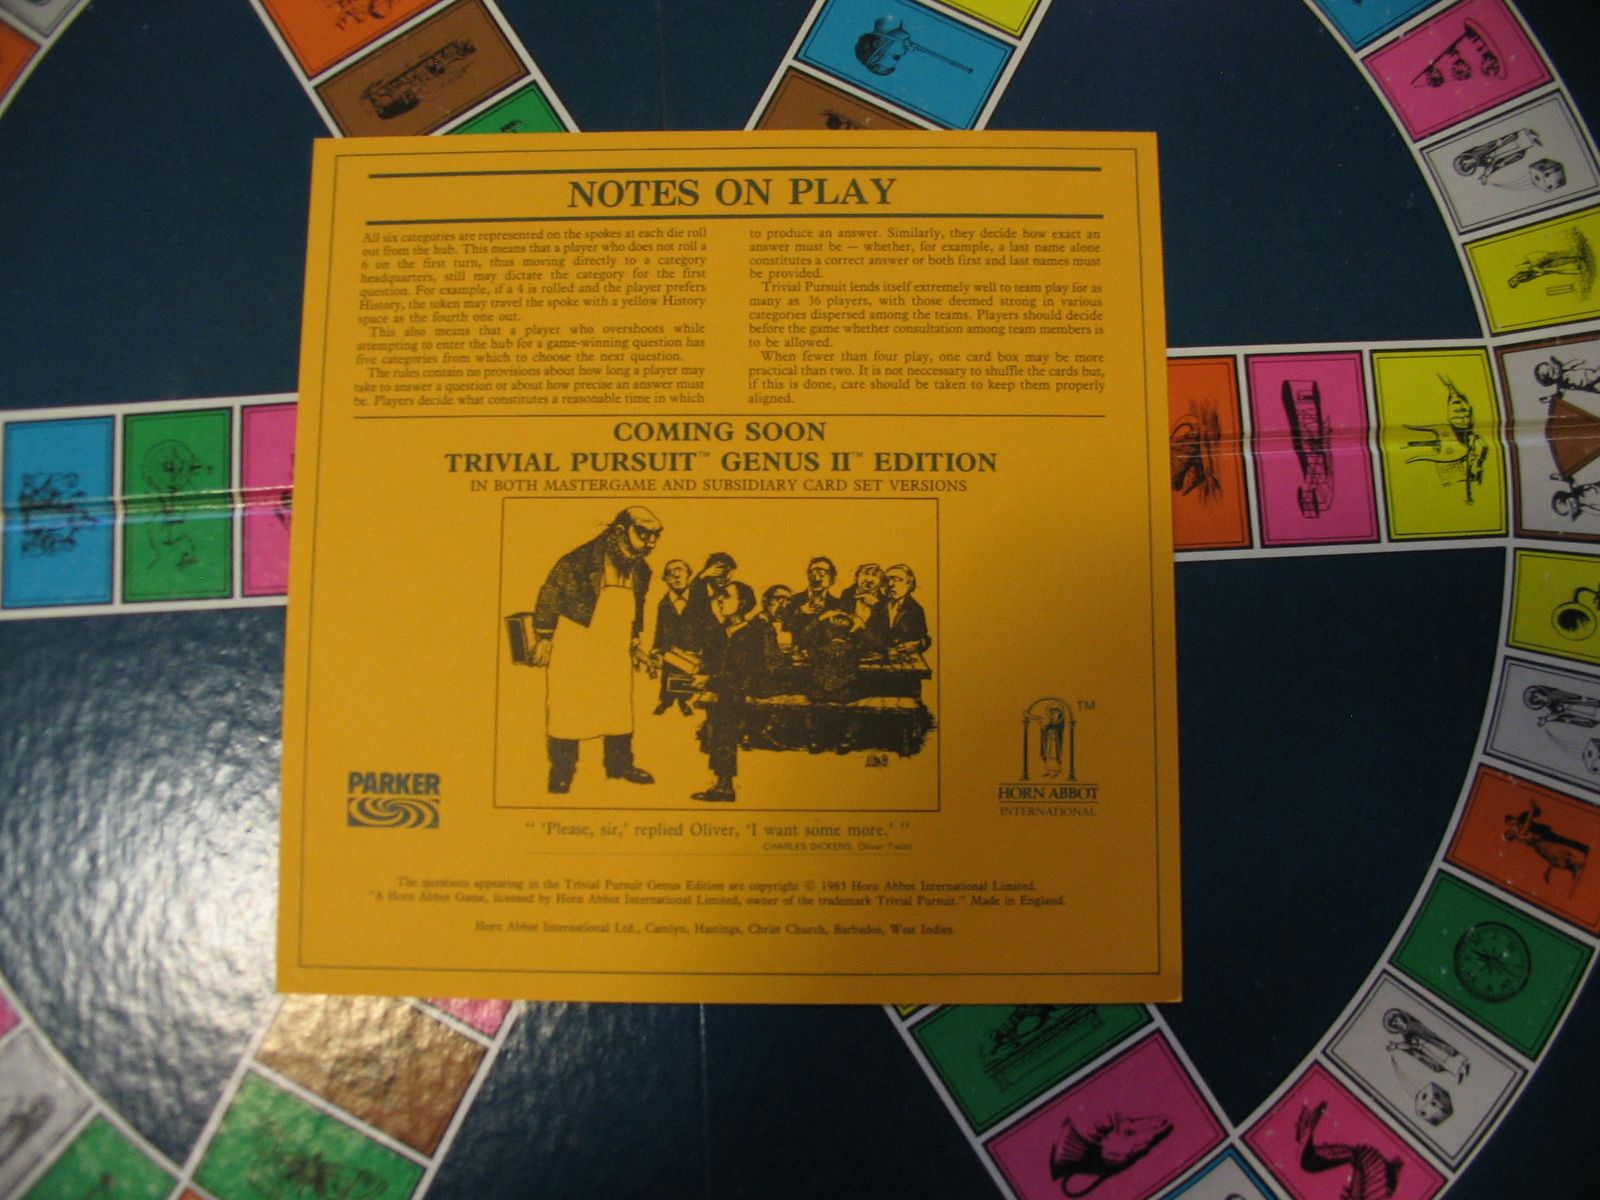 NOTES ON PLAY
All six categories are represented on the spokes at each die roll
out from the hub. This means that a player who does not roll a
6 on the first turn, thus moving directly to a category
headquarters, still may dictate the category for the first
question. For example, if a 4 is rolled and the player prefers
History, the token may travel the spoke with a yellow History
space as the fourth one out.
This also means that a player who overshoots while
attempting to enter the hub for a game-winning question has
five categories from which to choose the next question.
The rules contain no provisions about how long a player may
take to answer a question or about how precise an answer must
be. Players decide what constitutes a reasonable time in which
to produce an answer. Similarly, they decide how exact an
answer must be — whether, for example, a last name alone
constitutes a correct answer or both first and last names must
be provided.
Trivial Pursuit lends itself extremely well to team play for as
many as 36 players, with those deemed strong in various
categories dispersed among the teams. Players should decide
before the game whether consultation among team members is
to be allowed.
When fewer than four play, one card box may be more
practical than two. It is not neccessary to shuffle the cards but,
if this is done, care should be taken to keep them properly
aligned.
COMING SOON
TRIVIAL PURSUIT™ GENUS II™ EDITION
IN BOTH MASTERGAME AND SUBSIDIARY CARD SET VERSIONS
PARKER
TM
HORN ABBOT
INTERNATIONAL
“ ‘Please, sir,’ replied Oliver, ‘I want some more.’ ”
CHARLES DICKENS, Oliver Twist
The questions appearing in the Trivial Pursuit Genus Edition are copyright © 1983 Horn Abbot International Limited.
"A Horn Abbot Game, licensed by Horn Abbot International Limited, owner of the trademark Trivial Pursuit." Made in England.
Horn Abbot International Ltd., Camlyn, Hastings, Christ Church, Barbados, West Indies.